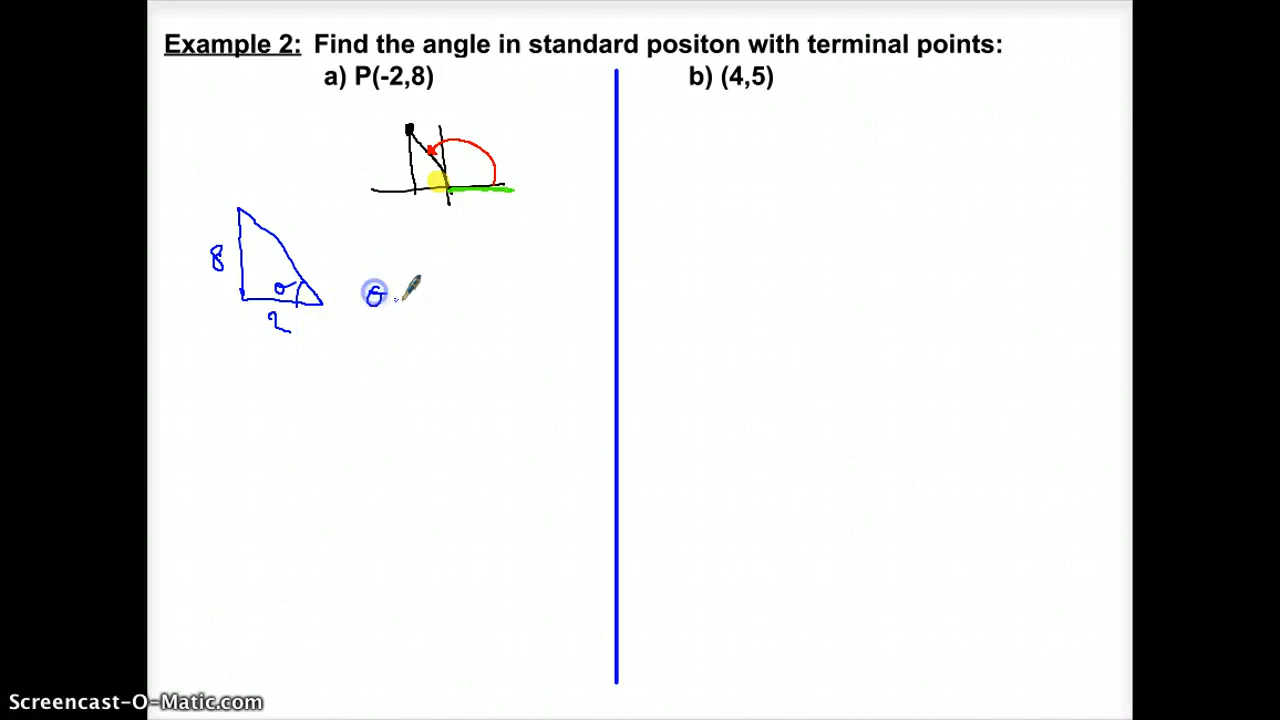 Example 2: Find the angle in standard positon with terminal points:
a) P(-2,8)
b) (4,5)
8
θ
2
θ
Screencast-O-Matic.com